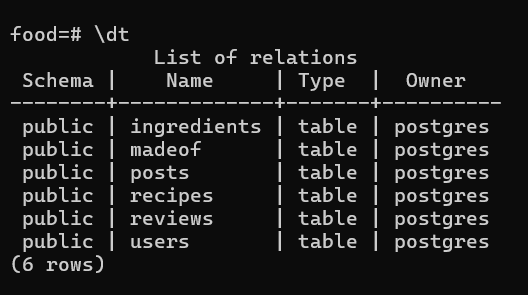 food=# \dt
            List of relations
 Schema |    Name     | Type  |  Owner
--------+-------------+-------+----------
 public | ingredients | table | postgres
 public | madeof      | table | postgres
 public | posts       | table | postgres
 public | recipes     | table | postgres
 public | reviews     | table | postgres
 public | users       | table | postgres
(6 rows)